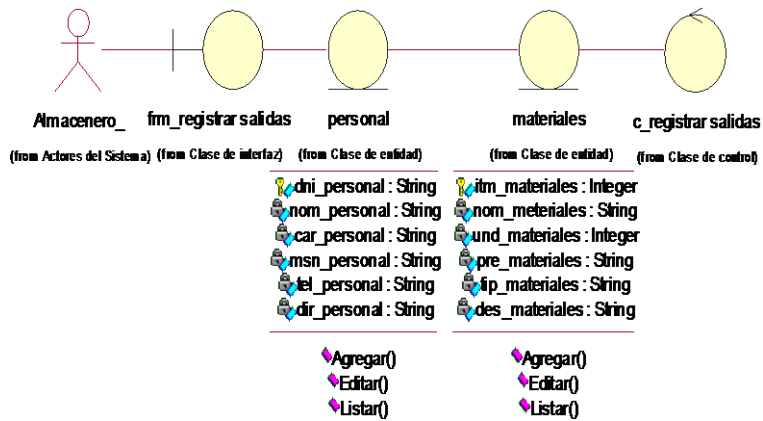 Almacenero_ frm_registrar salidas personal materiales c_registrar salidas
(from Actores del Sistema) (from Clase de interfaz) (from Clase de entidad) (from Clase de entidad) (from Clase de control)
dni_personal : String
nom_personal : String
car_personal : String
msn_personal : String
tel_personal : String
dir_personal : String
Agregar()
Editar()
Listar()
itm_materiales : Integer
nom_meteriales : String
und_materiales : Integer
pre_materiales : String
tip_materiales : String
des_materiales : String
Agregar()
Editar()
Listar()